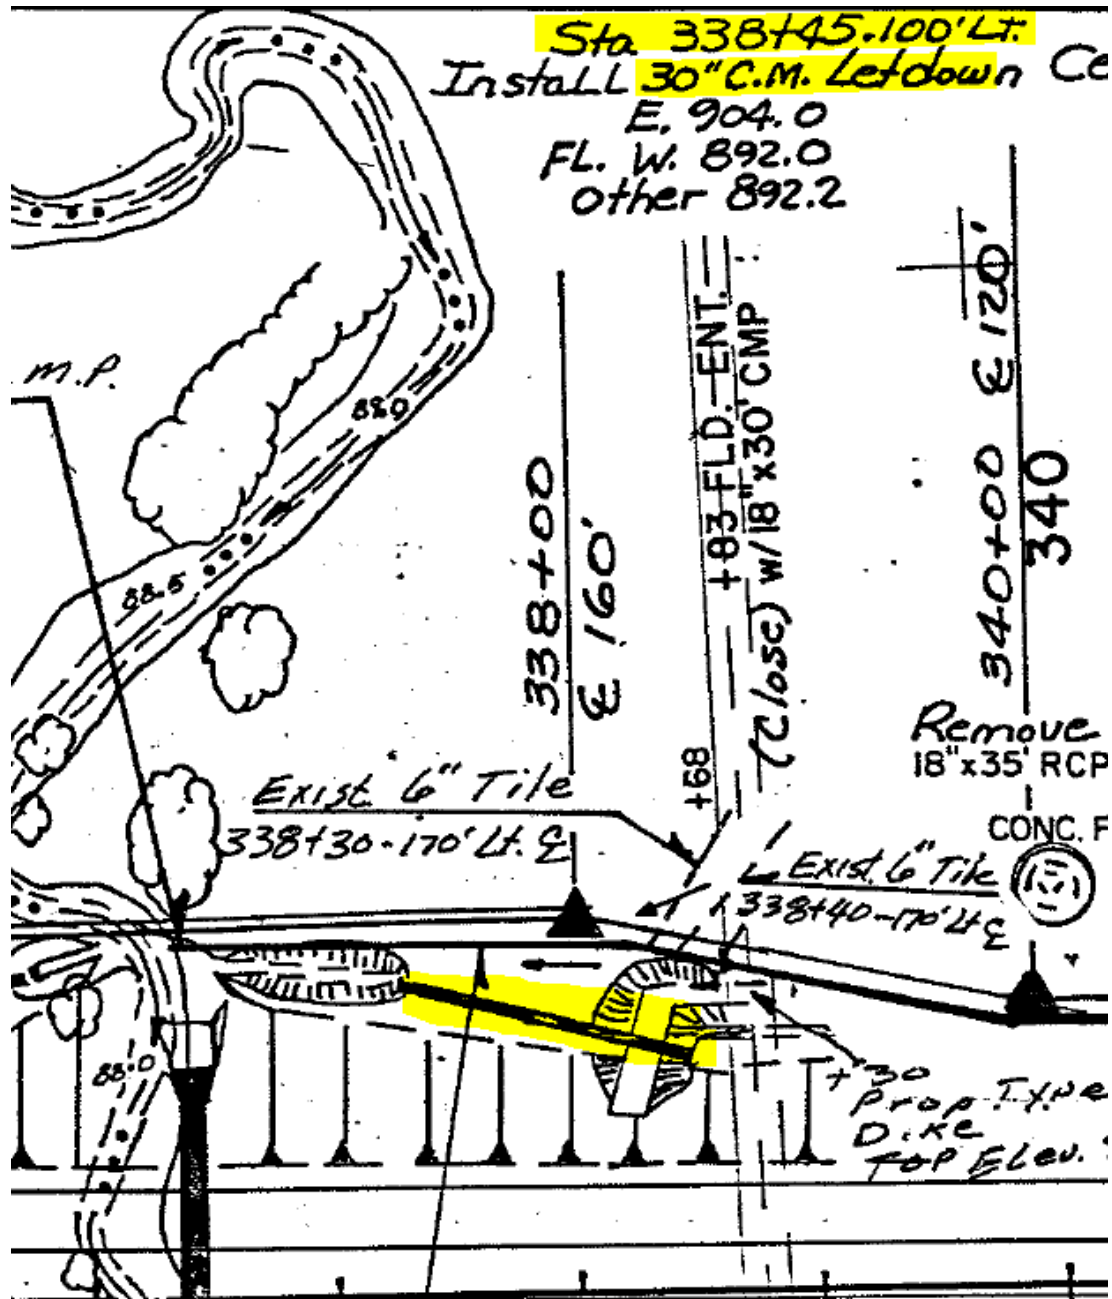 Sta 338+45.100' Lt.
Install 30" C.M. Letdown Ce
E. 904.0
FL. W. 892.0
other 892.2
M.P.
88.0
88.5
338+00
℄ 160'
+83 FLD. ENT.
(Close) w/18"x30' CMP
340+00 ℄ 120'
340
+68
Remove
18"x35' RCP
CONC. F
Exist. 6" Tile
338+30-170' Lt. ℄
Exist. 6" Tile
338+40-170' Lt ℄
88.0
+30
Prop. Type
Dike
TOP Elev.